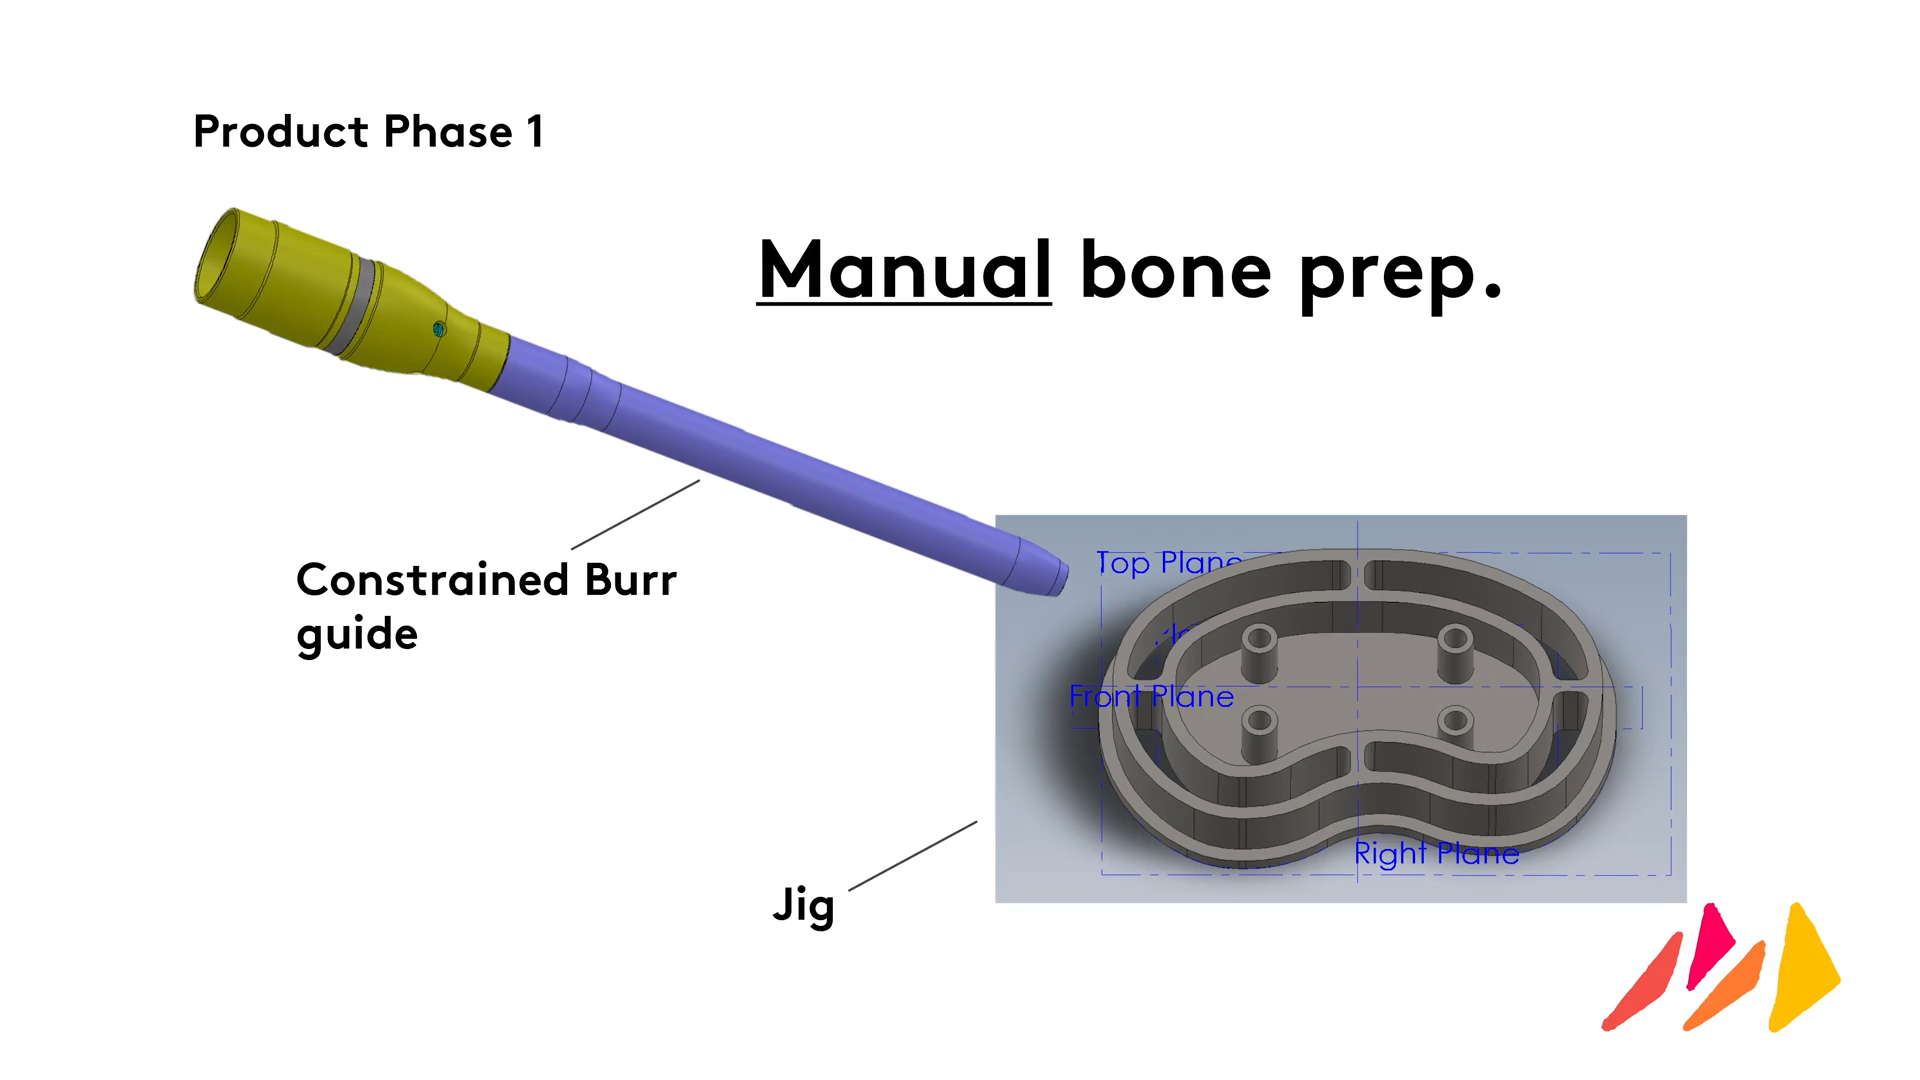 Product Phase 1
Manual bone prep.
Constrained Burr
guide
Top Plane
Front Plane
Right Plane
Jig